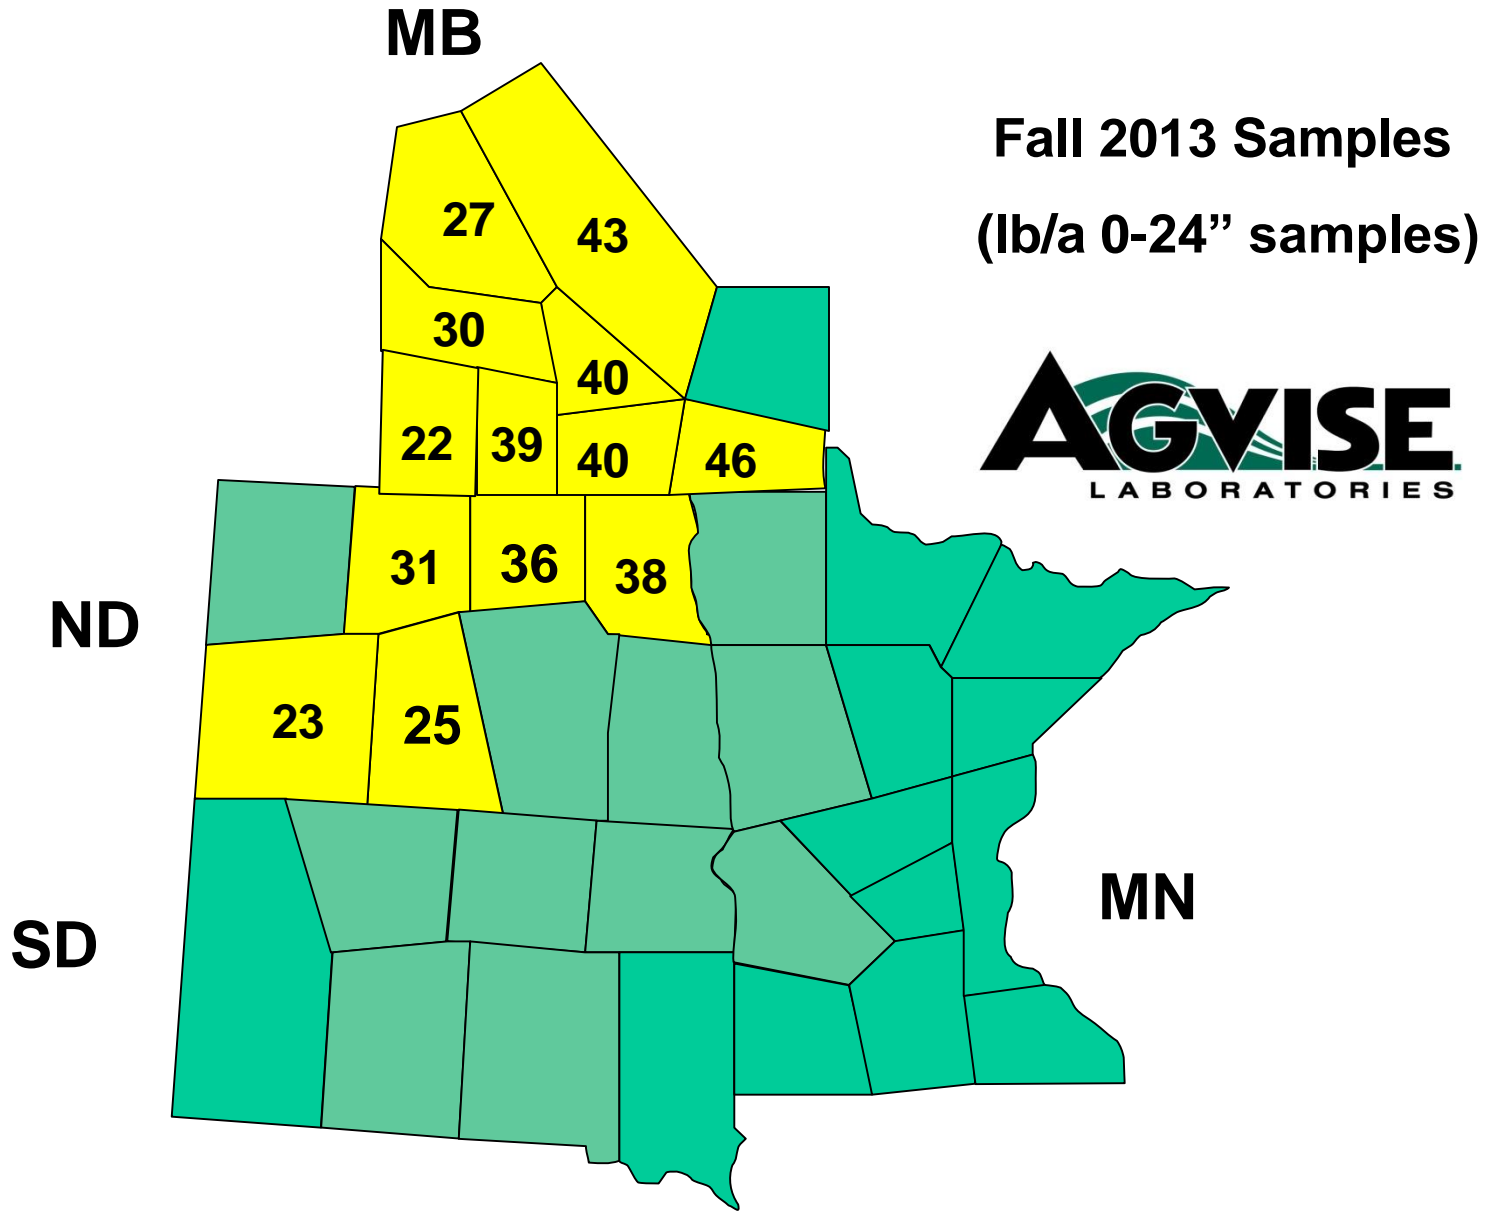 MB
Fall 2013 Samples
(lb/a 0-24” samples)
27
43
30
40
22
39
40
46
AGVISE
LABORATORIES
31
36
38
ND
23
25
MN
SD